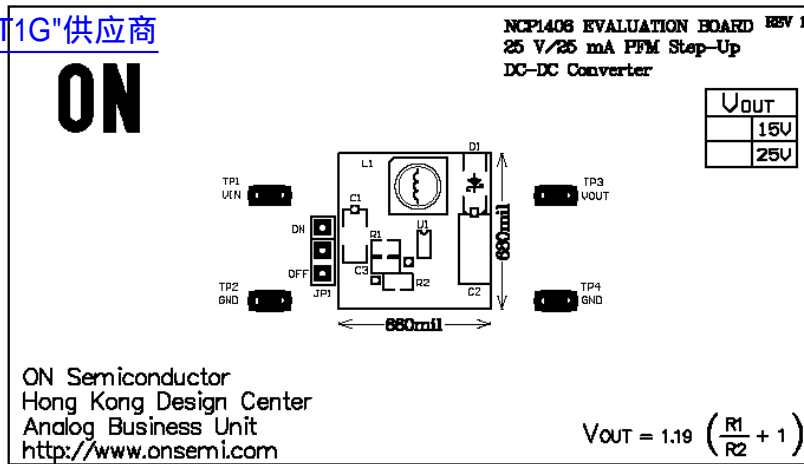 T1G"供应商
NCP1406 EVALUATION BOARD REV 1
25 V/25 mA PFM Step-Up
DC-DC Converter
ON
VOUT
15V
25V
D1
L1
TP1
VIN
TP3
VOUT
C1
ON
R1
U1
680mil
OFF
C3
R2
TP2
GND
JP1
C2
TP4
GND
680mil
ON Semiconductor
Hong Kong Design Center
Analog Business Unit
http://www.onsemi.com
VOUT = 1.19 (R1/R2 + 1)